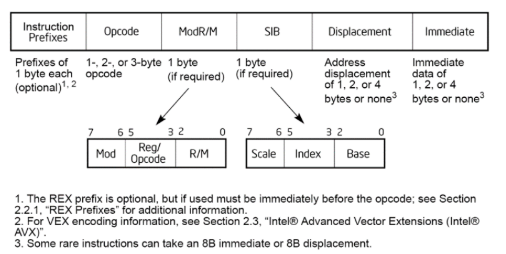 Instruction Prefixes Opcode ModR/M SIB Displacement Immediate
Prefixes of 1 byte each (optional)1, 2
1-, 2-, or 3-byte opcode
1 byte (if required)
1 byte (if required)
Address displacement of 1, 2, or 4 bytes or none3
Immediate data of 1, 2, or 4 bytes or none3
7 6 5 3 2 0
Mod Reg/Opcode R/M
7 6 5 3 2 0
Scale Index Base
1. The REX prefix is optional, but if used must be immediately before the opcode; see Section
2.2.1, “REX Prefixes” for additional information.
2. For VEX encoding information, see Section 2.3, “Intel® Advanced Vector Extensions (Intel®
AVX)”.
3. Some rare instructions can take an 8B immediate or 8B displacement.